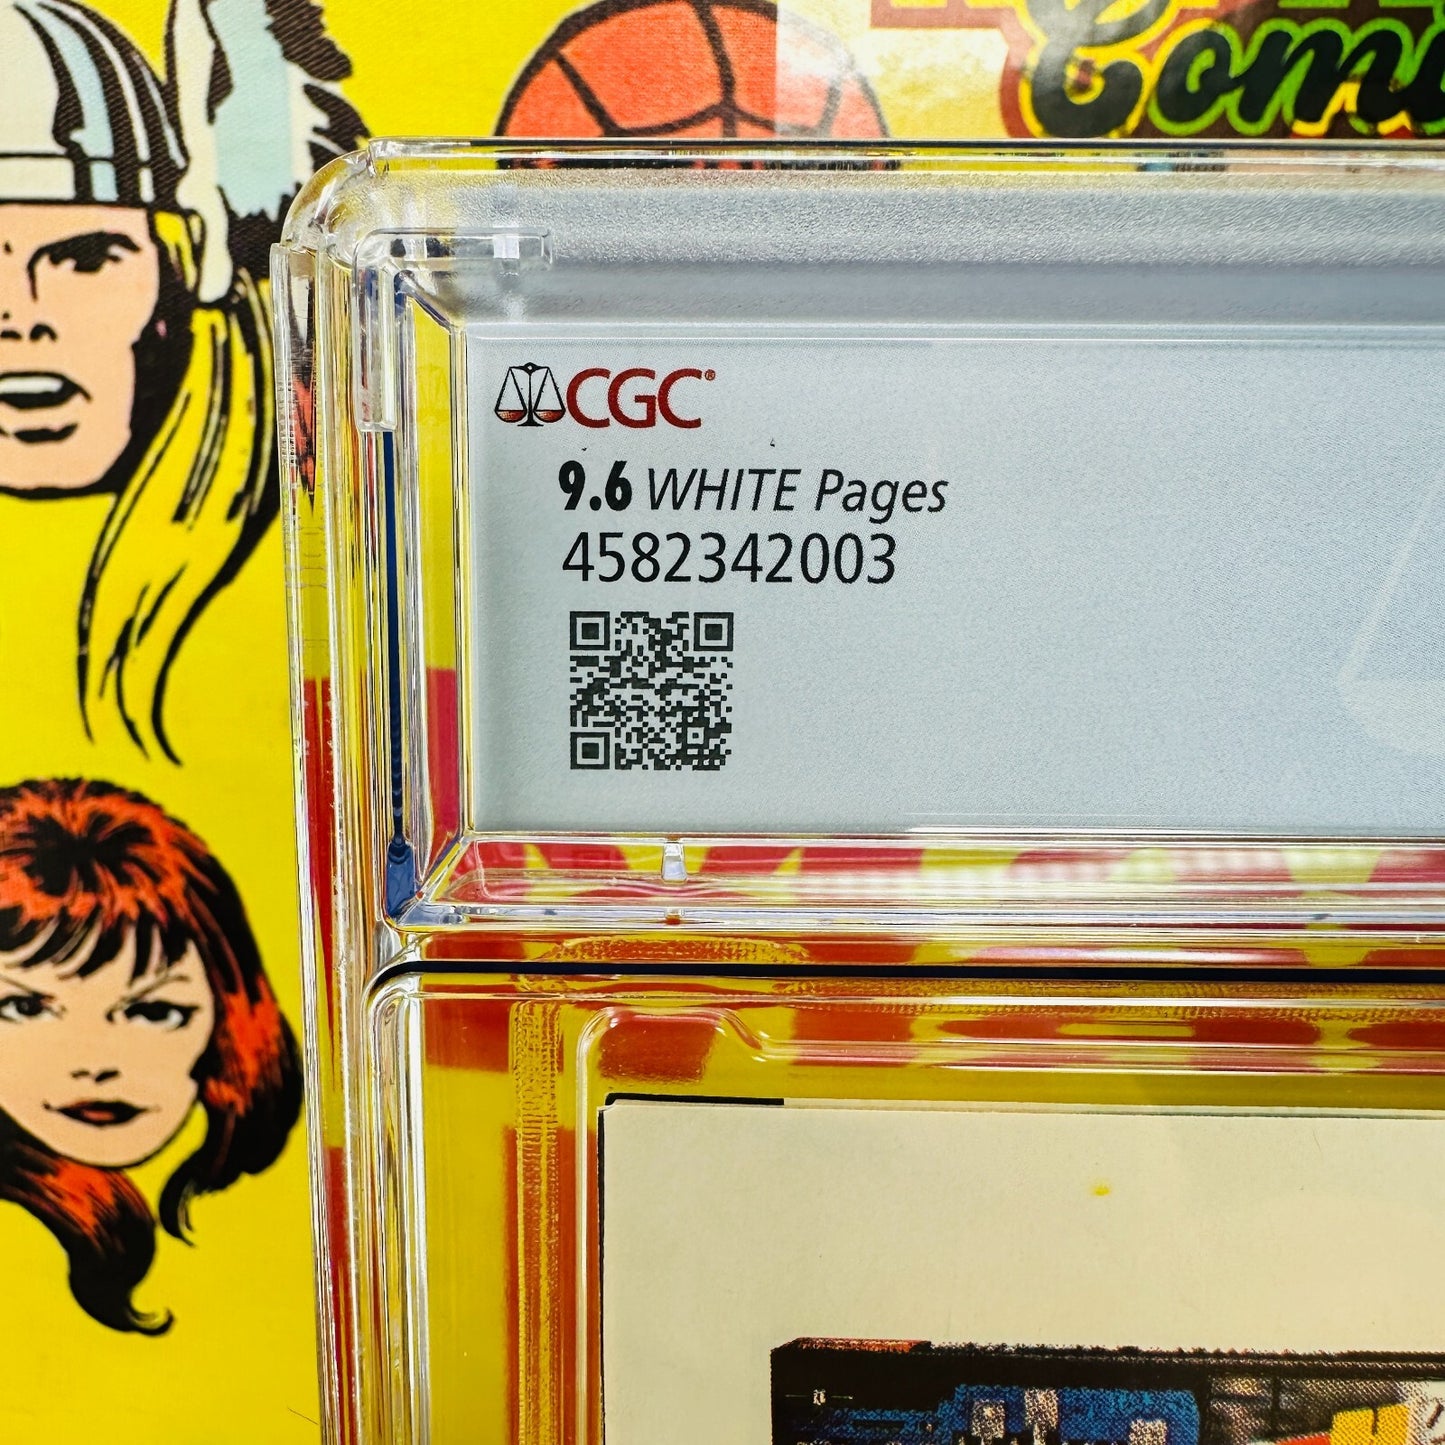 CGC®
9.6 WHITE Pages
4582342003